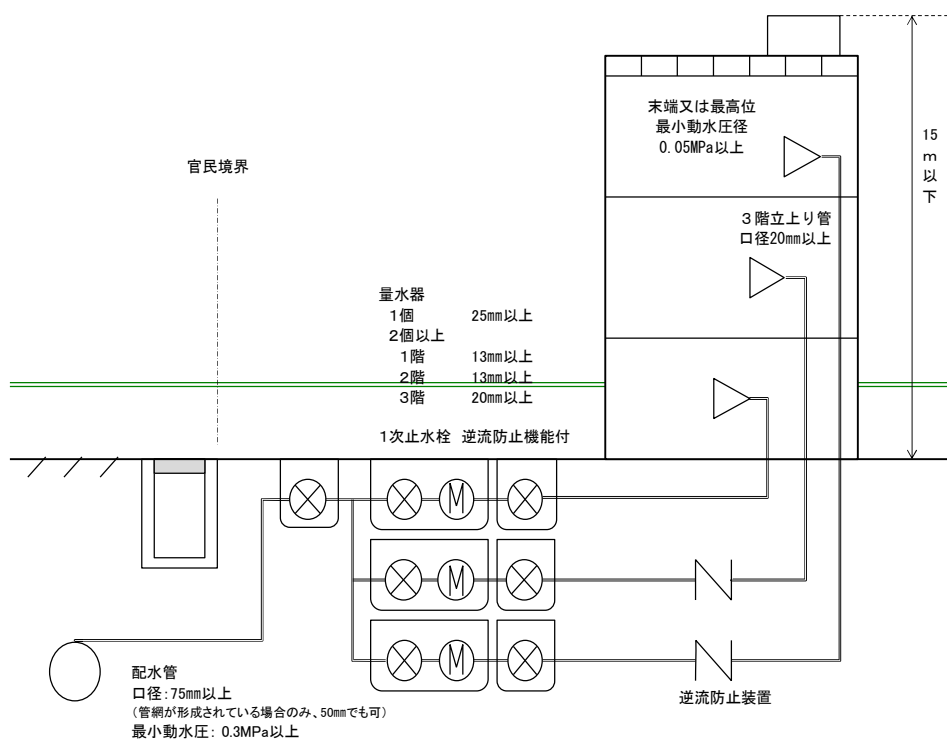 末端又は最高位
最小動水圧径
0.05MPa以上
15
m
以
下
官民境界
3階立上り管
口径20mm以上
量水器
1個 25mm以上
2個以上
1階 13mm以上
2階 13mm以上
3階 20mm以上
1次止水栓 逆流防止機能付
M
M
M
配水管
口径:75mm以上
(管網が形成されている場合のみ、50mmでも可)
最小動水圧: 0.3MPa以上
逆流防止装置